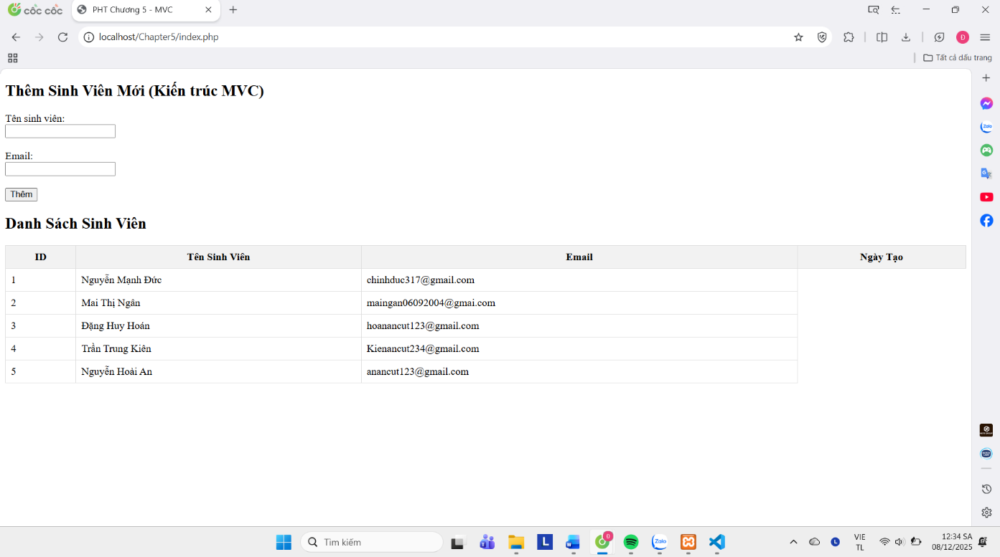 cốc cốc
PHT Chương 5 - MVC
localhost/Chapter5/index.php
Đ
Tất cả dấu trang
Thêm Sinh Viên Mới (Kiến trúc MVC)
Tên sinh viên:
Email:
Thêm
Danh Sách Sinh Viên
ID Tên Sinh Viên Email Ngày Tạo
1 Nguyễn Mạnh Đức chinhduc317@gmail.com
2 Mai Thị Ngân maingan06092004@gmai.com
3 Đặng Huy Hoán hoanancut123@gmail.com
4 Trần Trung Kiên Kienancut234@gmail.com
5 Nguyễn Hoài An anancut123@gmail.com
Zalo
Tìm kiếm
L
W
Đ
Zalo
L
VIE
TL
12:34 SA
08/12/2025